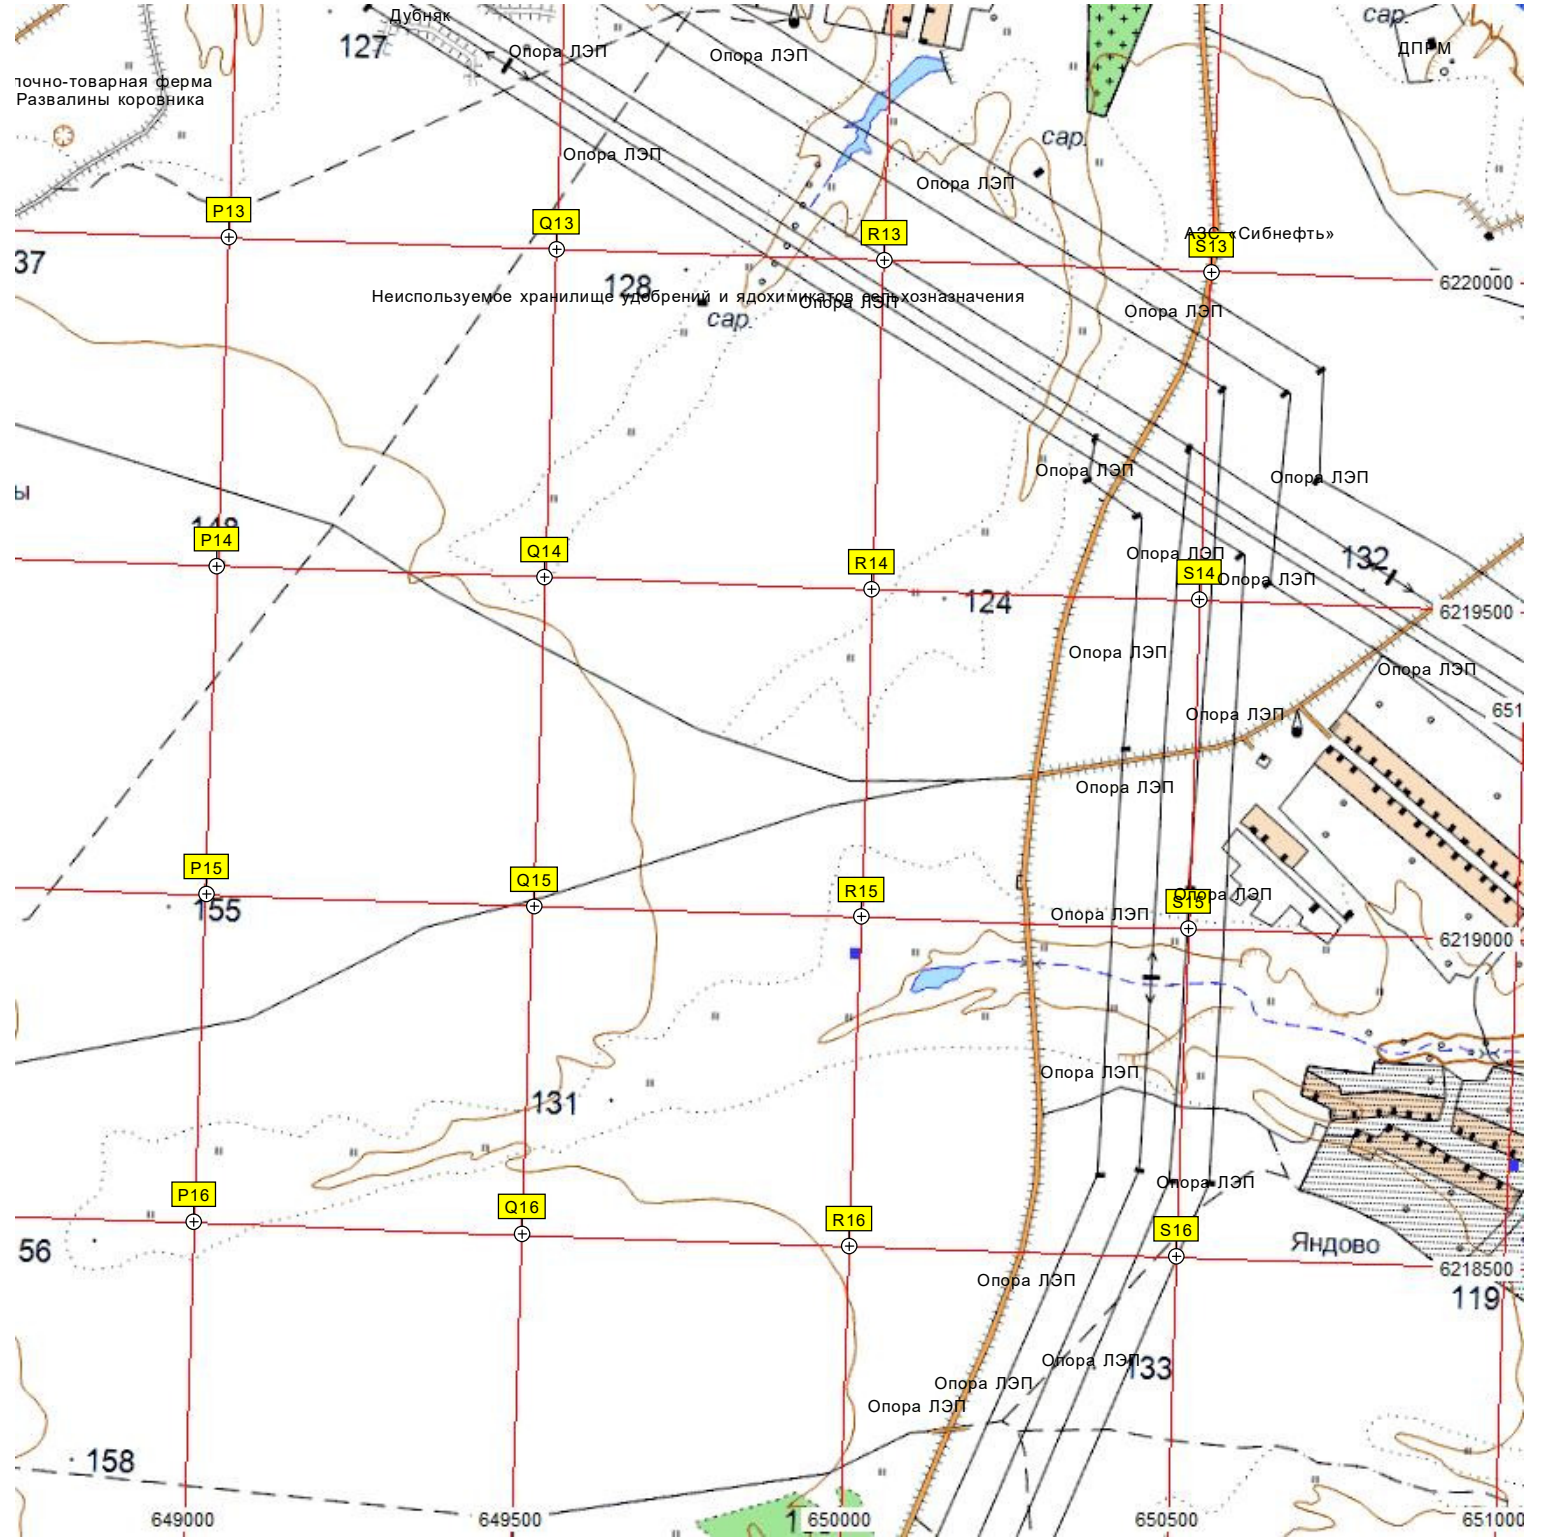 Дубняк
сар.
127
Опора ЛЭП
Опора ЛЭП
ДПРМ
лочно-товарная ферма
Развалины коровника
сар.
Опора ЛЭП
Опора ЛЭП
P13
Q13
R13
АЗС «Сибнефть»
S13
37
128
6220000
Неиспользуемое хранилище удобрений и ядохимикатов сельхозназначения
Опора ЛЭП
Опора ЛЭП
сар.
Опора ЛЭП
Опора ЛЭП
ы
P14
Q14
R14
Опора ЛЭП
132
S14
Опора ЛЭП
124
6219500
Опора ЛЭП
Опора ЛЭП
Опора ЛЭП
651
Опора ЛЭП
P15
Q15
R15
Опора ЛЭП
S15
155
Опора ЛЭП
6219000
Опора ЛЭП
131
Опора ЛЭП
P16
Q16
R16
S16
56
Яндово
6218500
Опора ЛЭП
119
Опора ЛЭП
133
Опора ЛЭП
Опора ЛЭП
158
649000
649500
650000
650500
651000